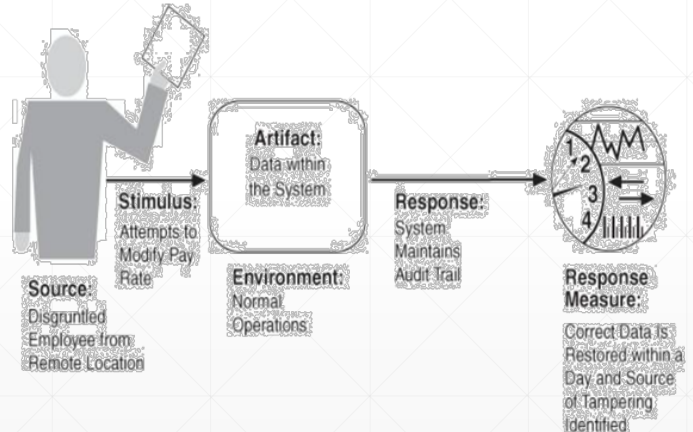 Artifact:
Data within
the System
Stimulus:
Attempts to
Modify Pay
Rate
Response:
System
Maintains
Audit Trail
1
2
3
4
Source:
Disgruntled
Employee from
Remote Location
Environment:
Normal
Operations
Response
Measure:
Correct Data Is
Restored within a
Day and Source
of Tampering
Identified